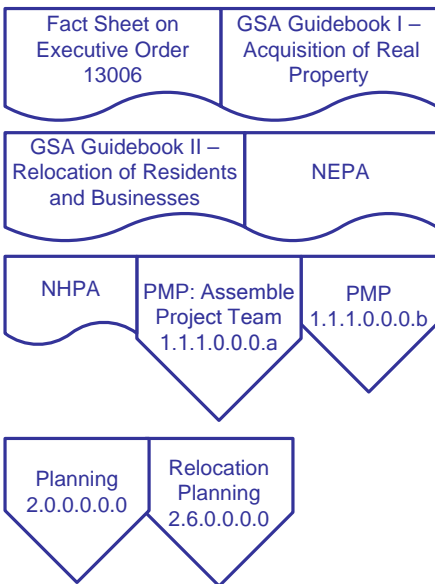 Fact Sheet on
Executive Order
13006
GSA Guidebook I –
Acquisition of Real
Property
GSA Guidebook II –
Relocation of Residents
and Businesses
NEPA
NHPA
PMP: Assemble
Project Team
1.1.1.0.0.0.a
PMP
1.1.1.0.0.0.b
Planning
2.0.0.0.0.0
Relocation
Planning
2.6.0.0.0.0